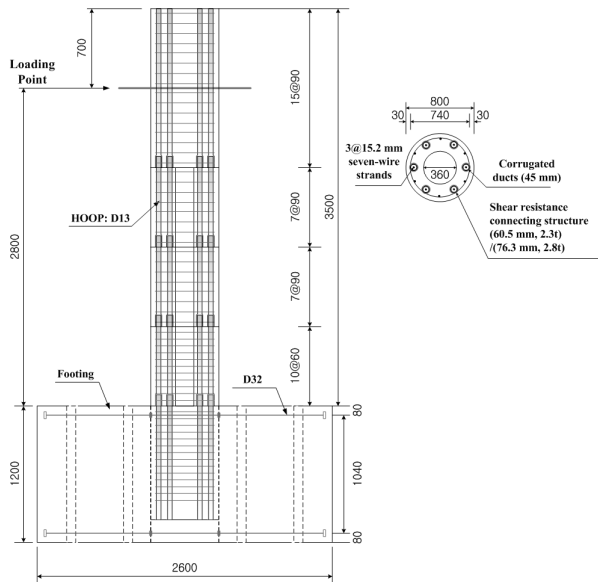 700
Loading
Point
15@90
800
30
740
30
3@15.2 mm
seven-wire
strands
360
Corrugated
ducts (45 mm)
Shear resistance
connecting structure
(60.5 mm, 2.3t)
/(76.3 mm, 2.8t)
HOOP: D13
7@90
3500
2800
7@90
10@60
Footing
D32
80
1200
1040
80
2600